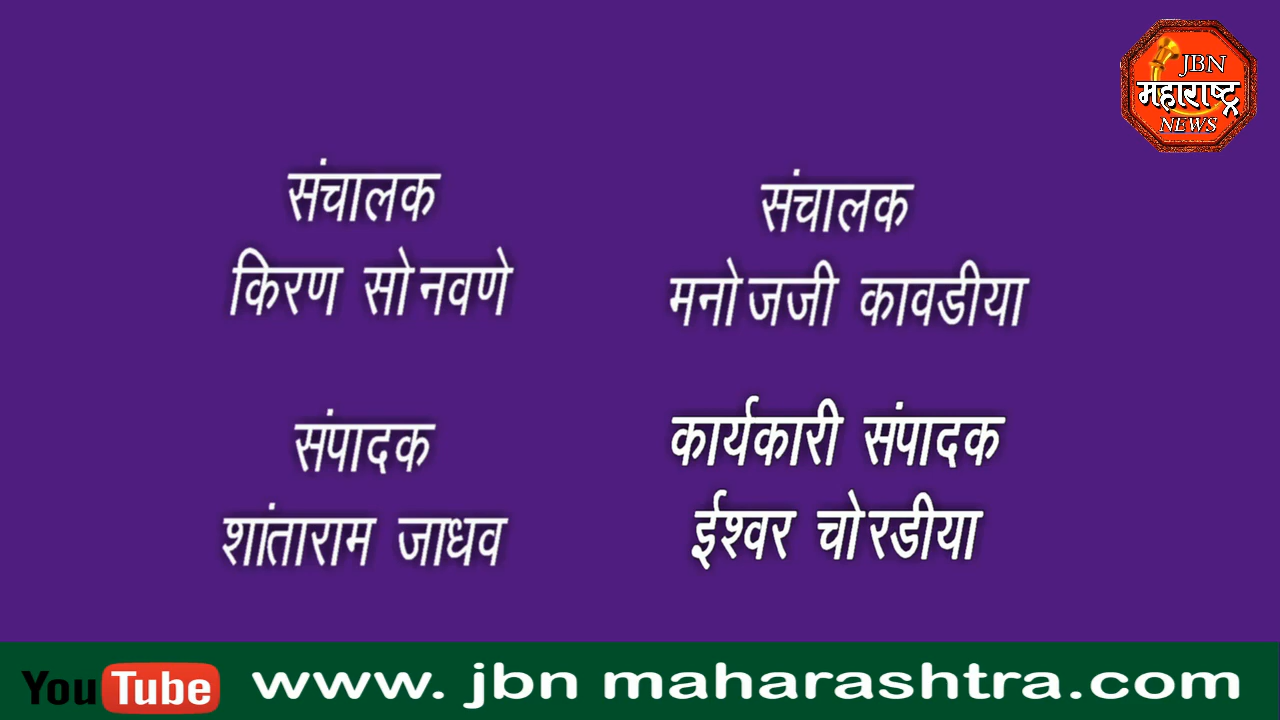 JBN
महाराष्ट्र
NEWS
संचालक
किरण सोनवणे
संचालक
मनोजजी कावडीया
संपादक
शांताराम जाधव
कार्यकारी संपादक
ईश्वर चोरडीया
YouTube www. jbn maharashtra.com